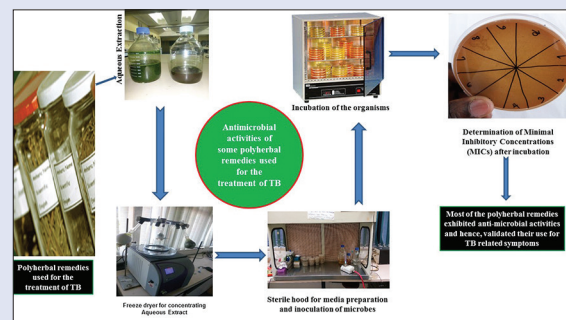 Polyherbal remedies
used for the
treatment of TB
Aqueous Extraction
Freeze dryer for concentrating
Aqueous Extract
Antimicrobial
activities of
some polyherbal
remedies used
for the
treatment of TB
Sterile hood for media preparation
and inoculation of microbes
Incubation of the organisms
Determination of Minimal
Inhibitory Concentrations
(MICs) after incubation
Most of the polyherbal remedies
exhibited anti-microbial activities
and hence, validated their use for
TB related symptoms